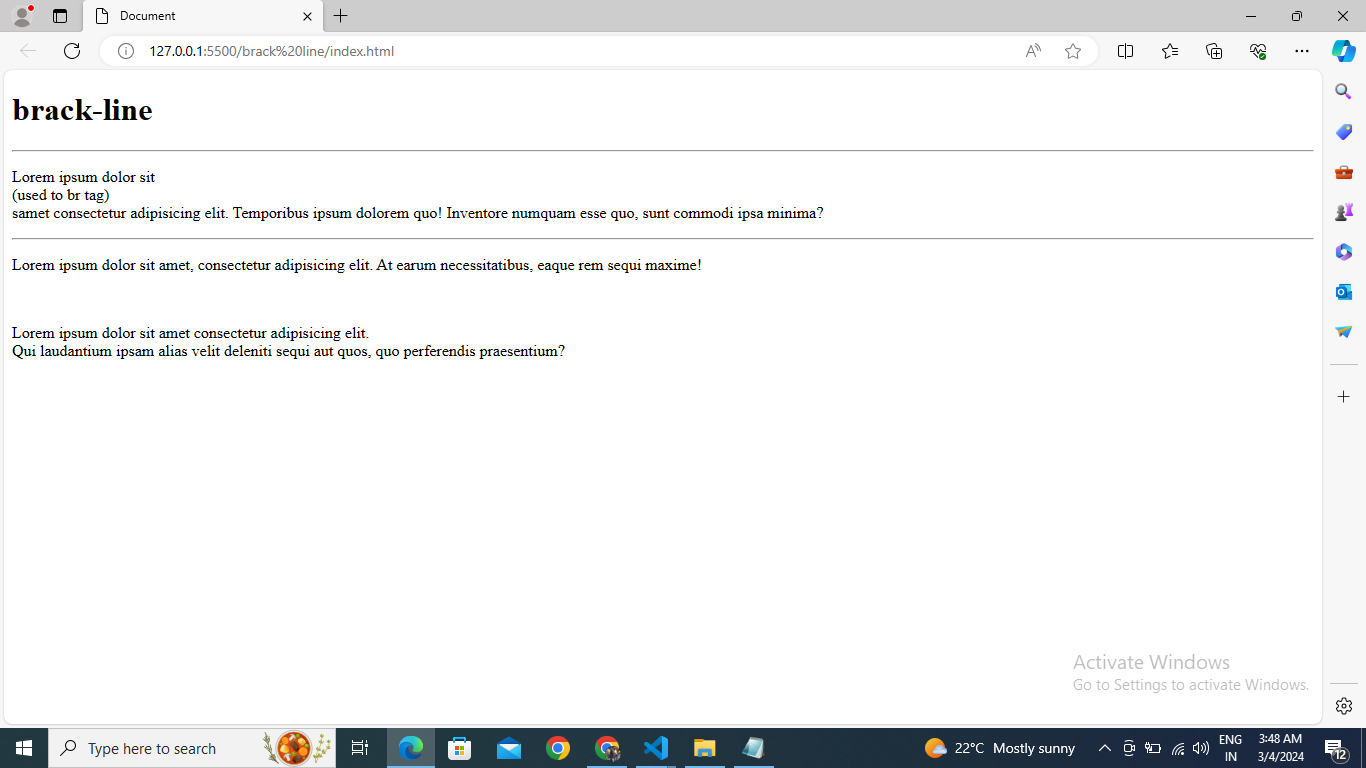 Document
127.0.0.1:5500/brack%20line/index.html
brack-line
Lorem ipsum dolor sit
(used to br tag)
samet consectetur adipisicing elit. Temporibus ipsum dolorem quo! Inventore numquam esse quo, sunt commodi ipsa minima?
Lorem ipsum dolor sit amet, consectetur adipisicing elit. At earum necessitatibus, eaque rem sequi maxime!
Lorem ipsum dolor sit amet consectetur adipisicing elit.
Qui laudantium ipsam alias velit deleniti sequi aut quos, quo perferendis praesentium?
Activate Windows
Go to Settings to activate Windows.
Type here to search
22°C Mostly sunny
ENG
IN
3:48 AM
3/4/2024
12